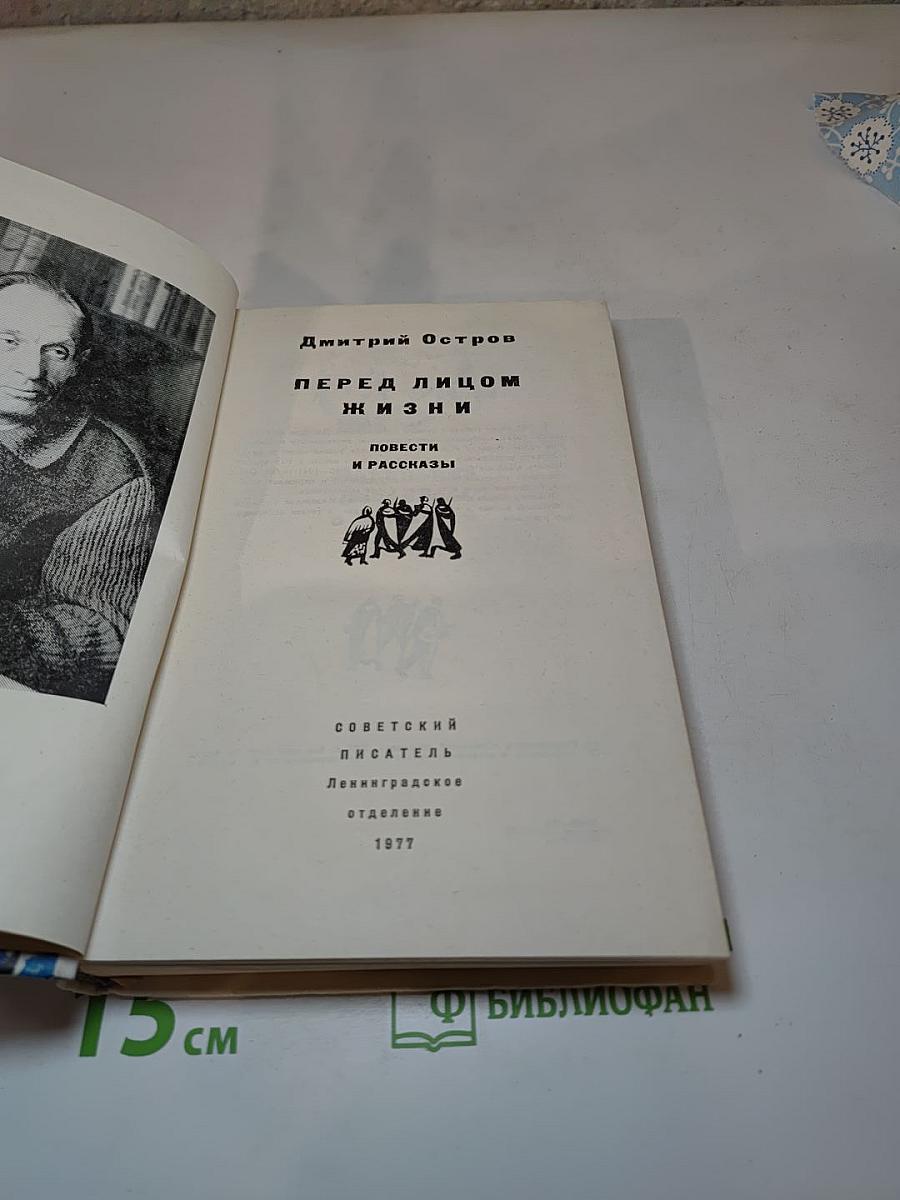 Дмитрий Остров
ПЕРЕД ЛИЦОМ
ЖИЗНИ
ПОВЕСТИ
И РАССКАЗЫ
СОВЕТСКИЙ
ПИСАТЕЛЬ
Ленинградское
отделение
1977
15 см
Ф БИБЛИОФАН